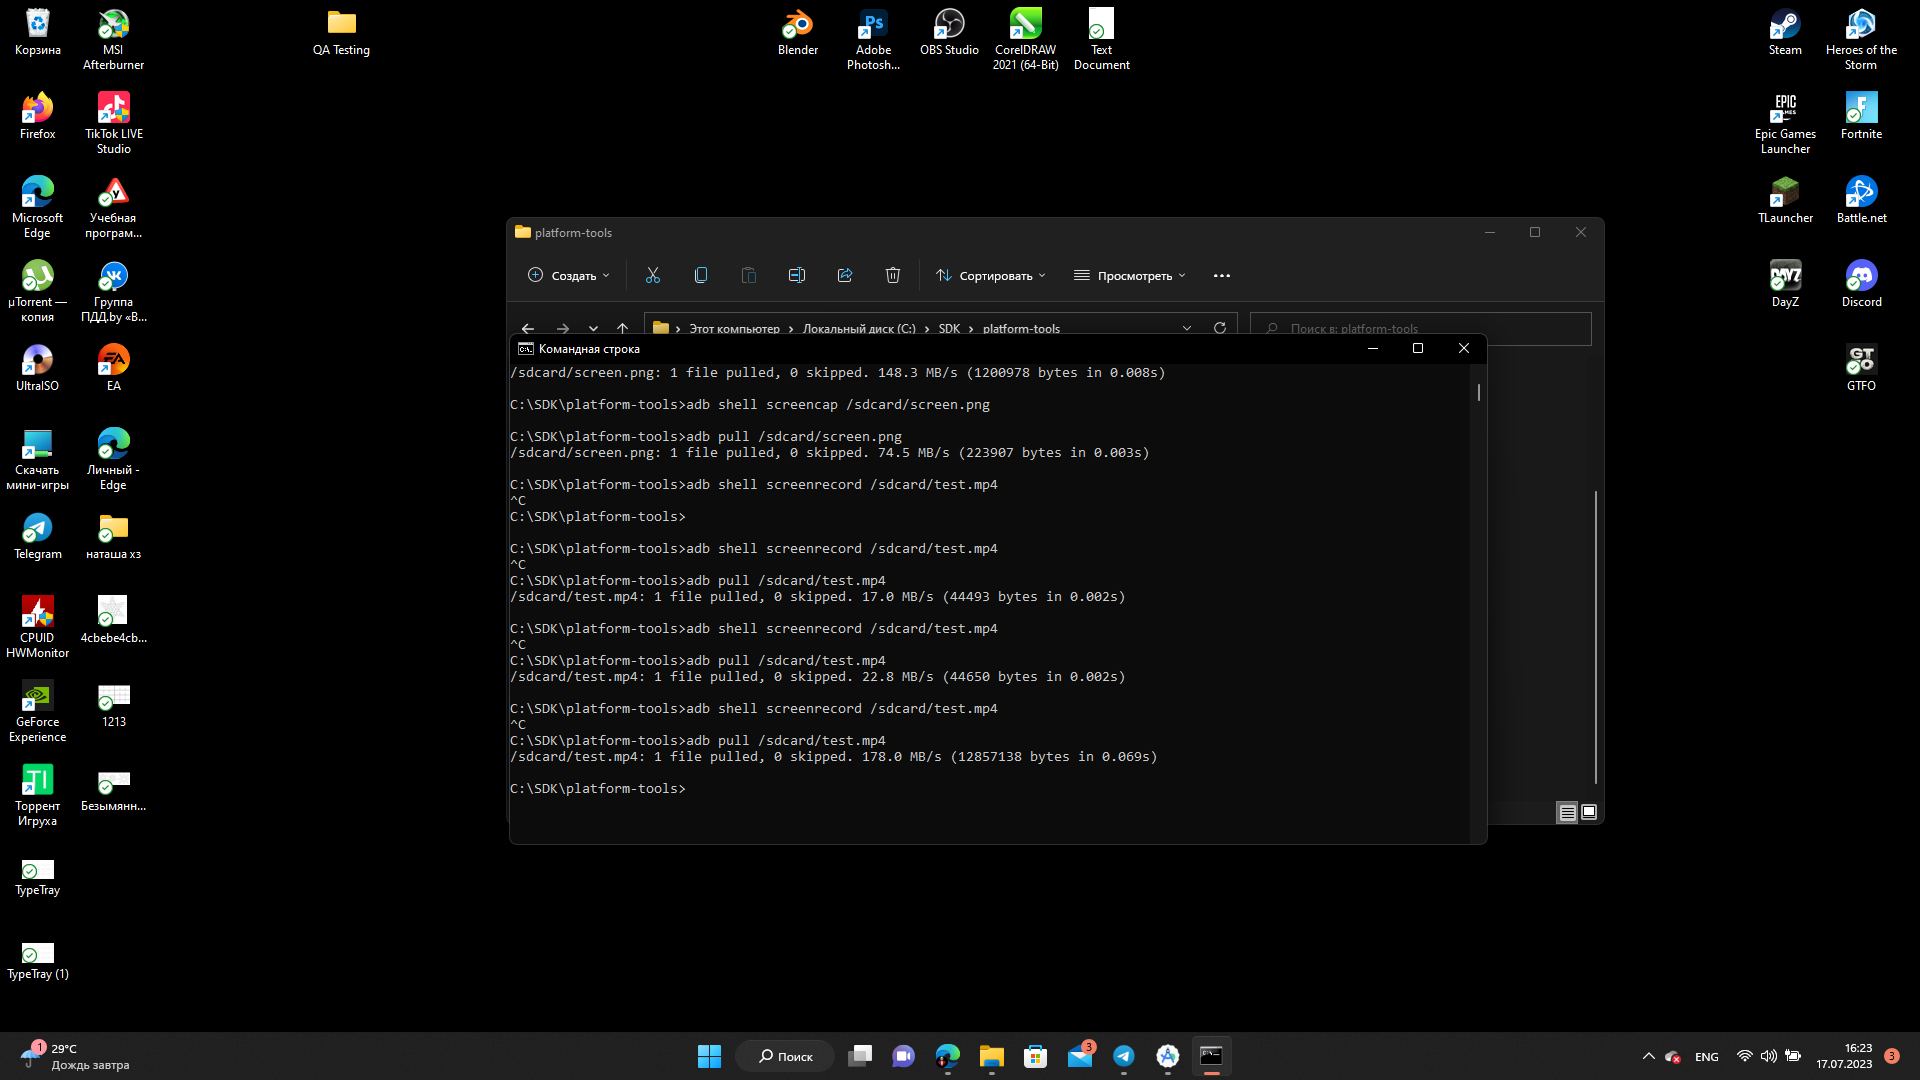 Корзина
MSI
Afterburner
QA Testing
Blender
Adobe
Photosh...
OBS Studio
CorelDRAW
2021 (64-Bit)
Text
Document
Steam
Heroes of the
Storm
Firefox
TikTok LIVE
Studio
Epic Games
Launcher
Fortnite
Microsoft
Edge
Учебная
програм...
TLauncher
Battle.net
µTorrent —
копия
Группа
ПДД.by «В...
DayZ
Discord
UltraISO
EA
GTFO
Скачать
мини-игры
Личный -
Edge
Telegram
наташа хз
CPUID
HWMonitor
4cbebe4cb...
GeForce
Experience
1213
Торрент
Игруха
Безымянн...
TypeTray
TypeTray (1)
platform-tools
Создать
Сортировать
Просмотреть
Этот компьютер
Локальный диск (C:)
SDK
platform-tools
Поиск в: platform-tools
Командная строка
/sdcard/screen.png: 1 file pulled, 0 skipped. 148.3 MB/s (1200978 bytes in 0.008s)
C:\SDK\platform-tools>adb shell screencap /sdcard/screen.png
C:\SDK\platform-tools>adb pull /sdcard/screen.png
/sdcard/screen.png: 1 file pulled, 0 skipped. 74.5 MB/s (223907 bytes in 0.003s)
C:\SDK\platform-tools>adb shell screenrecord /sdcard/test.mp4
^C
C:\SDK\platform-tools>
C:\SDK\platform-tools>adb shell screenrecord /sdcard/test.mp4
^C
C:\SDK\platform-tools>adb pull /sdcard/test.mp4
/sdcard/test.mp4: 1 file pulled, 0 skipped. 17.0 MB/s (44493 bytes in 0.002s)
C:\SDK\platform-tools>adb shell screenrecord /sdcard/test.mp4
^C
C:\SDK\platform-tools>adb pull /sdcard/test.mp4
/sdcard/test.mp4: 1 file pulled, 0 skipped. 22.8 MB/s (44650 bytes in 0.002s)
C:\SDK\platform-tools>adb shell screenrecord /sdcard/test.mp4
^C
C:\SDK\platform-tools>adb pull /sdcard/test.mp4
/sdcard/test.mp4: 1 file pulled, 0 skipped. 178.0 MB/s (12857138 bytes in 0.069s)
C:\SDK\platform-tools>
1
29°C
Дождь завтра
Поиск
3
ENG
16:23
17.07.2023
3